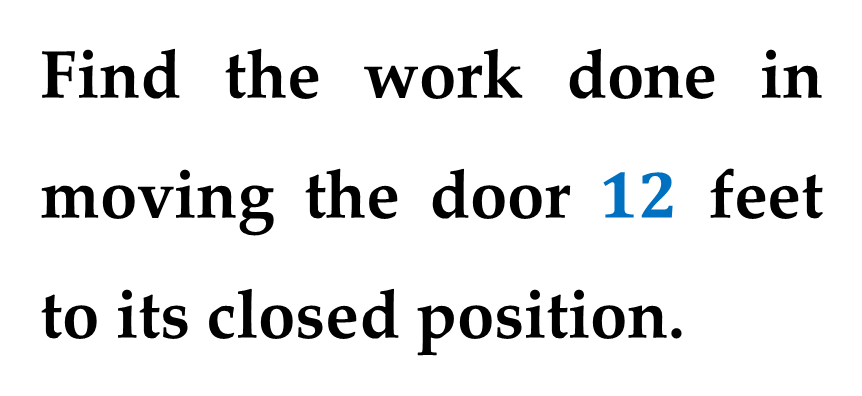 Find the work done in
moving the door 12 feet
to its closed position.